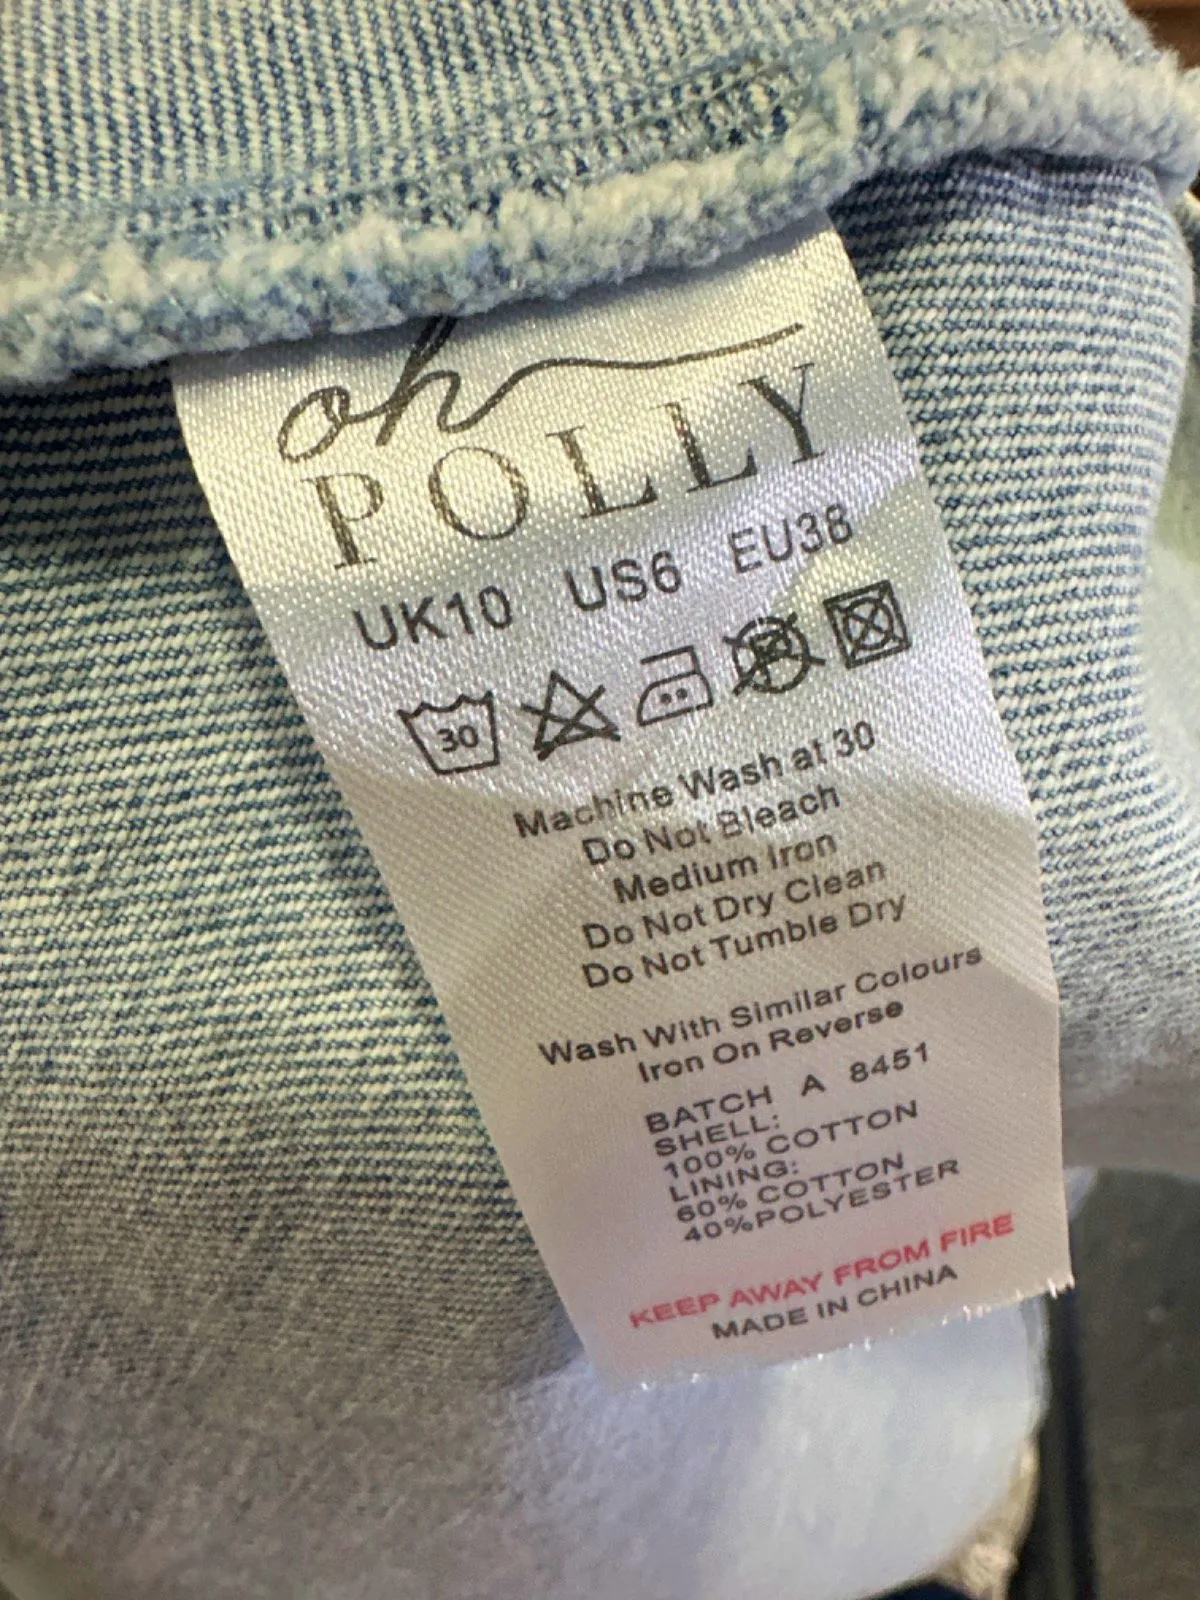 oh
POLLY
UK10 US6 EU38
30
Machine Wash at 30
Do Not Bleach
Medium Iron
Do Not Dry Clean
Do Not Tumble Dry
Wash With Similar Colours
Iron On Reverse
BATCH A 8451
SHELL:
100% COTTON
LINING:
60% COTTON
40%POLYESTER
KEEP AWAY FROM FIRE
MADE IN CHINA